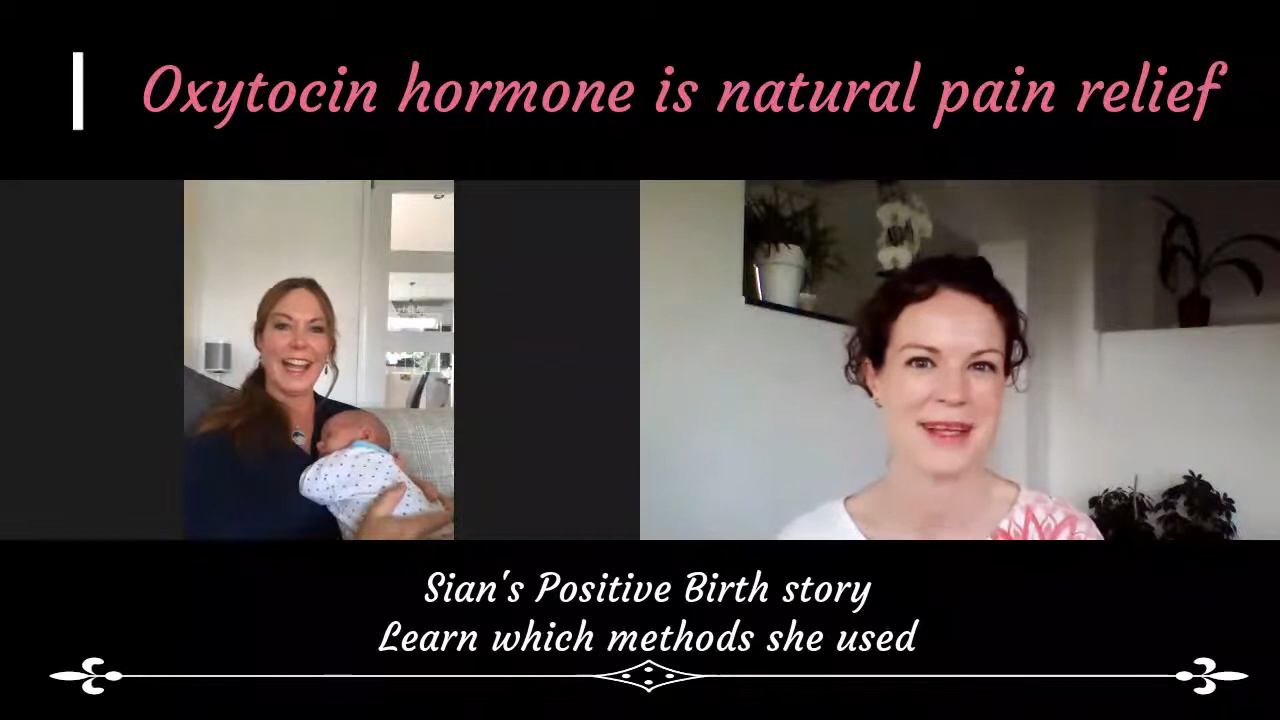 Oxytocin hormone is natural pain relief
Sian's Positive Birth story
Learn which methods she used